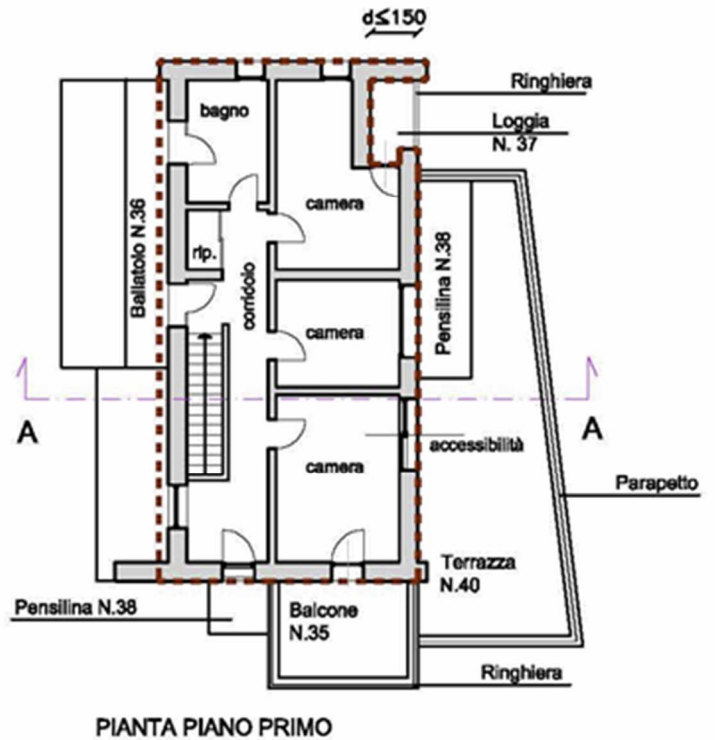 d≤150
Ringhiera
Loggia
N. 37
bagno
camera
Ballatoio N.36
rip.
corridoio
Pensilina N.38
camera
A
A
accessibilità
camera
Parapetto
Terrazza
N.40
Pensilina N.38
Balcone
N.35
Ringhiera
PIANTA PIANO PRIMO